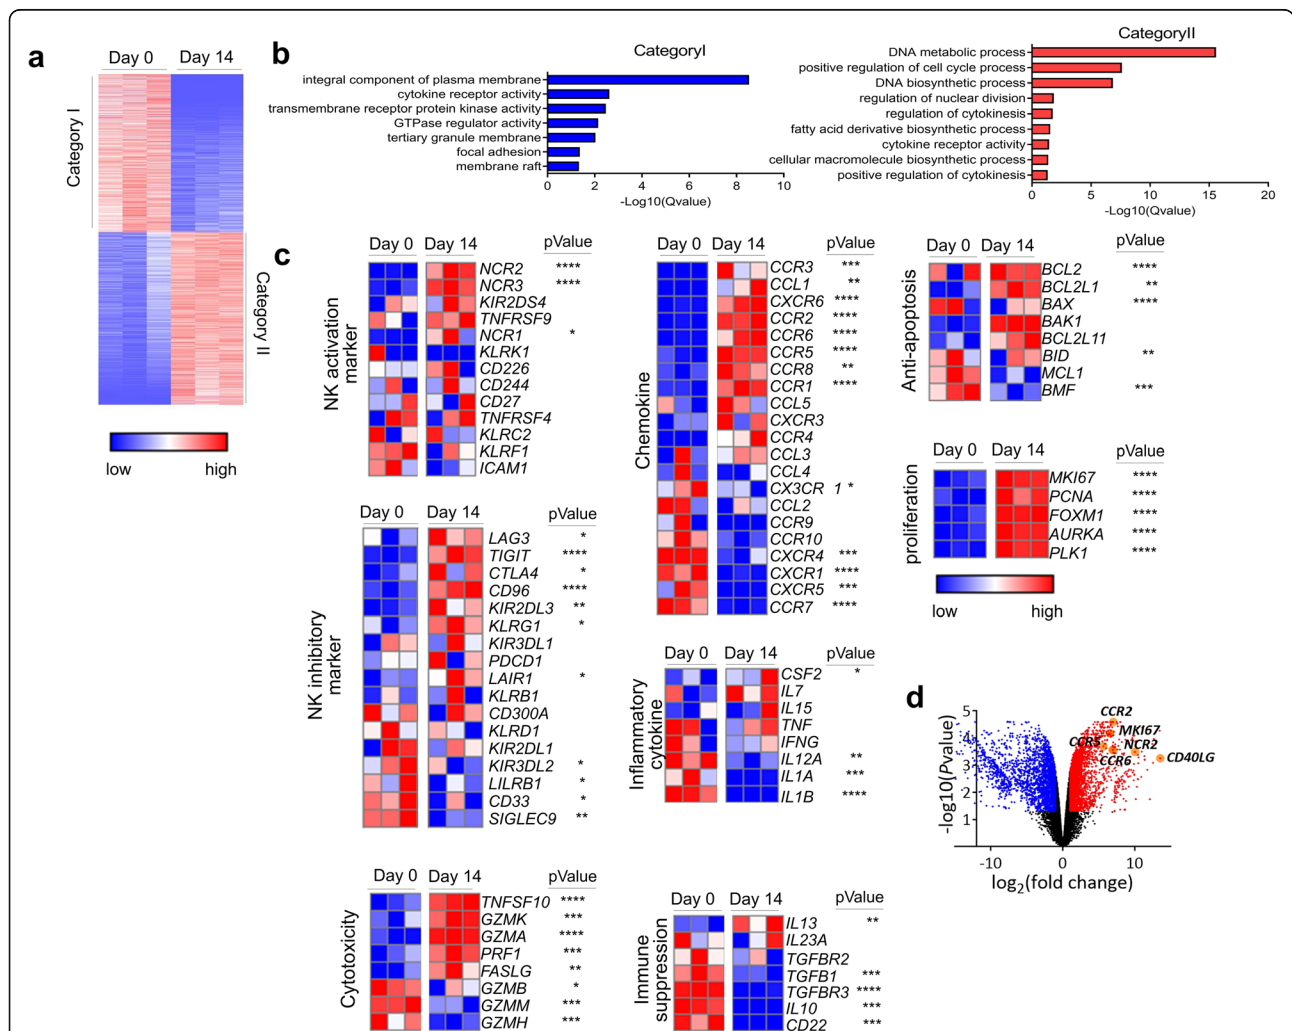 a
Day 0 Day 14
Category I
Category II
low high
b
CategoryI
integral component of plasma membrane
cytokine receptor activity
transmembrane receptor protein kinase activity
GTPase regulator activity
tertiary granule membrane
focal adhesion
membrane raft
0 2 4 6 8 10
-Log10(Qvalue)
CategoryII
DNA metabolic process
positive regulation of cell cycle process
DNA biosynthetic process
regulation of nuclear division
regulation of cytokinesis
fatty acid derivative biosynthetic process
cytokine receptor activity
cellular macromolecule biosynthetic process
positive regulation of cytokinesis
0 5 10 15 20
-Log10(Qvalue)
c
NK activation marker
Day 0 Day 14 pValue
NCR2 ****
NCR3 ****
KIR2DS4
TNFRSF9
NCR1 *
KLRK1
CD226
CD244
CD27
TNFRSF4
KLRC2
KLRF1
ICAM1
NK inhibitory marker
Day 0 Day 14 pValue
LAG3 *
TIGIT ****
CTLA4 *
CD96 ****
KIR2DL3 **
KLRG1 *
KIR3DL1
PDCD1
LAIR1 *
KLRB1
CD300A
KLRD1
KIR2DL1
KIR3DL2 *
LILRB1 *
CD33 *
SIGLEC9 **
Cytotoxicity
Day 0 Day 14 pValue
TNFSF10 ****
GZMK ***
GZMA ****
PRF1 ***
FASLG **
GZMB *
GZMM ***
GZMH ***
Chemokine
Day 0 Day 14 pValue
CCR3 ***
CCL1 **
CXCR6 ****
CCR2 ****
CCR6 ****
CCR5 ****
CCR8 **
CCR1 ****
CCL5
CXCR3
CCR4
CCL3
CCL4
CX3CR 1 *
CCL2
CCR9
CCR10
CXCR4 ***
CXCR1 ****
CXCR5 ***
CCR7 ****
Inflammatory cytokine
Day 0 Day 14 pValue
CSF2 *
IL7
IL15
TNF
IFNG
IL12A **
IL1A ***
IL1B ****
Immune suppression
Day 0 Day 14 pValue
IL13 **
IL23A
TGFBR2
TGFB1 ***
TGFBR3 ****
IL10 ***
CD22 ***
Anti-apoptosis
Day 0 Day 14 pValue
BCL2 ****
BCL2L1 **
BAX ****
BAK1
BCL2L11
BID **
MCL1
BMF ***
proliferation
Day 0 Day 14 pValue
MKI67 ****
PCNA ****
FOXM1 ****
AURKA ****
PLK1 ****
low high
d
-log10(Pvalue)
5
4
3
2
1
CCR2
MKI67
CCR5
NCR2
CCR6
CD40LG
-10 0 10
log2(fold change)